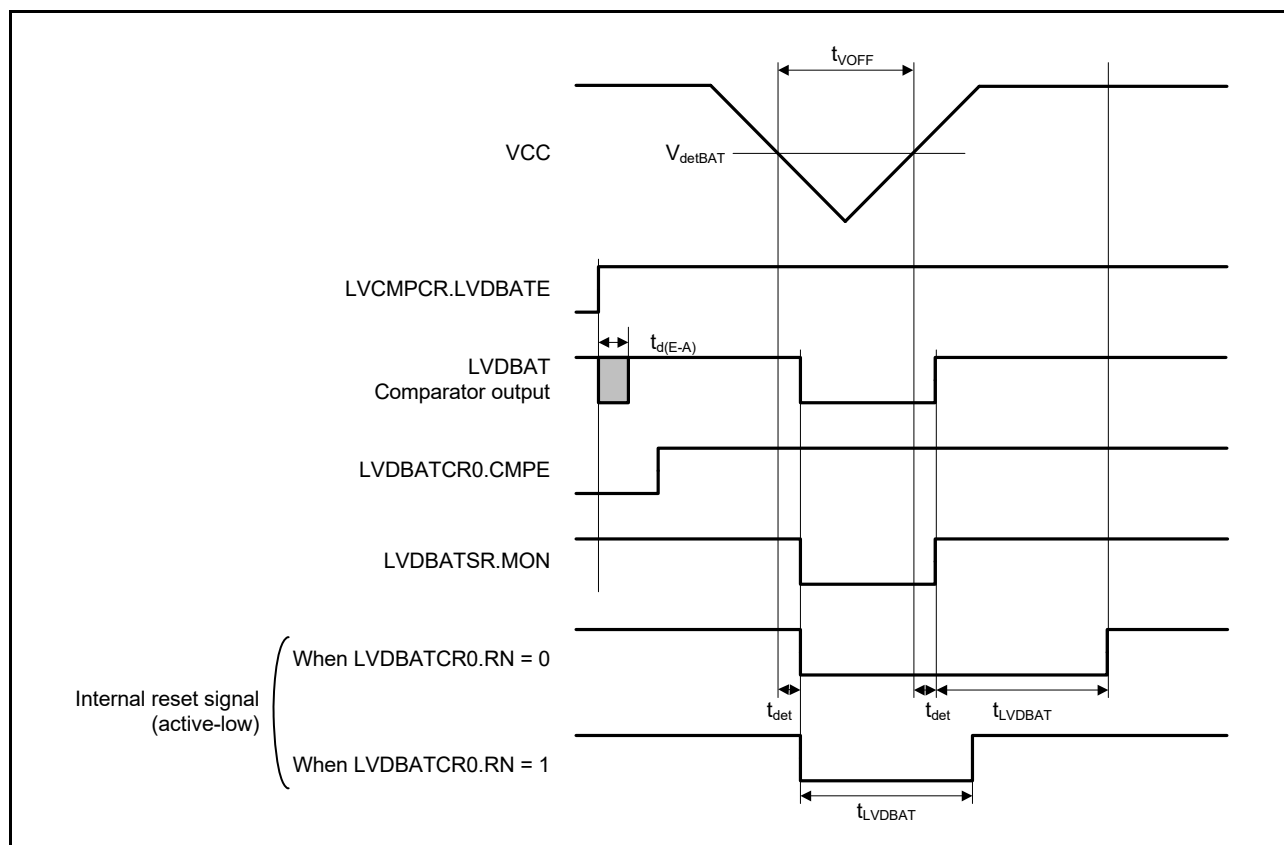 tVOFF
VCC
VdetBAT
LVCMPCR.LVDBATE
td(E-A)
LVDBAT
Comparator output
LVDBATCR0.CMPE
LVDBATSR.MON
When LVDBATCR0.RN = 0
Internal reset signal
(active-low)
tdet
tdet
tLVDBAT
When LVDBATCR0.RN = 1
tLVDBAT